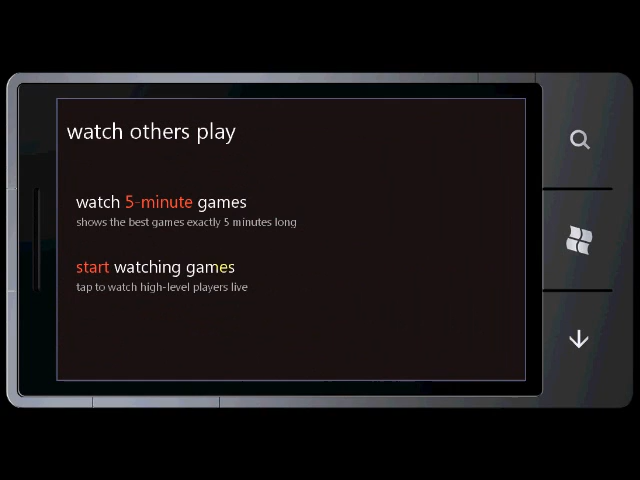 watch others play
watch 5-minute games
shows the best games exactly 5 minutes long
start watching games
tap to watch high-level players live